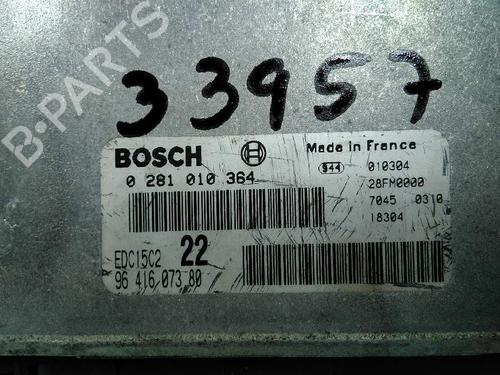 B-PARTS
33957
BOSCH
Made in France
0 281 010 364
944 010304
28FM0000
7045 0310
18304
EDC15C2 22
96 416 073 80